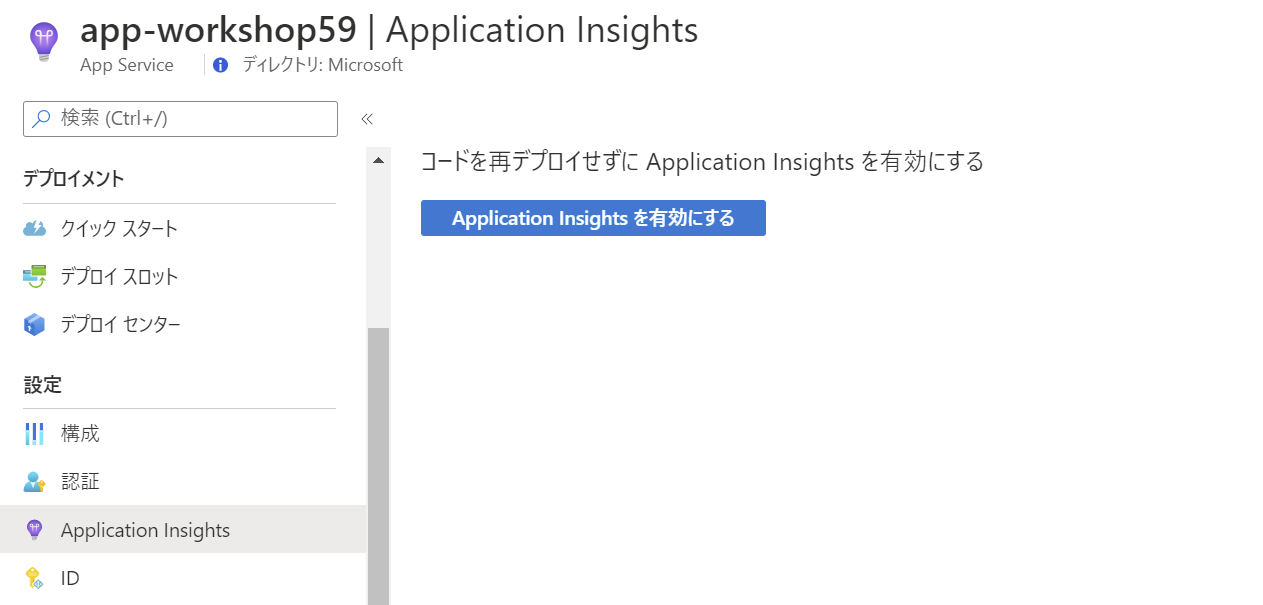 app-workshop59 | Application Insights
App Service
ディレクトリ: Microsoft
検索 (Ctrl+/)
«
デプロイメント
クイック スタート
デプロイ スロット
デプロイ センター
設定
構成
認証
Application Insights
ID
コードを再デプロイせずに Application Insights を有効にする
Application Insights を有効にする